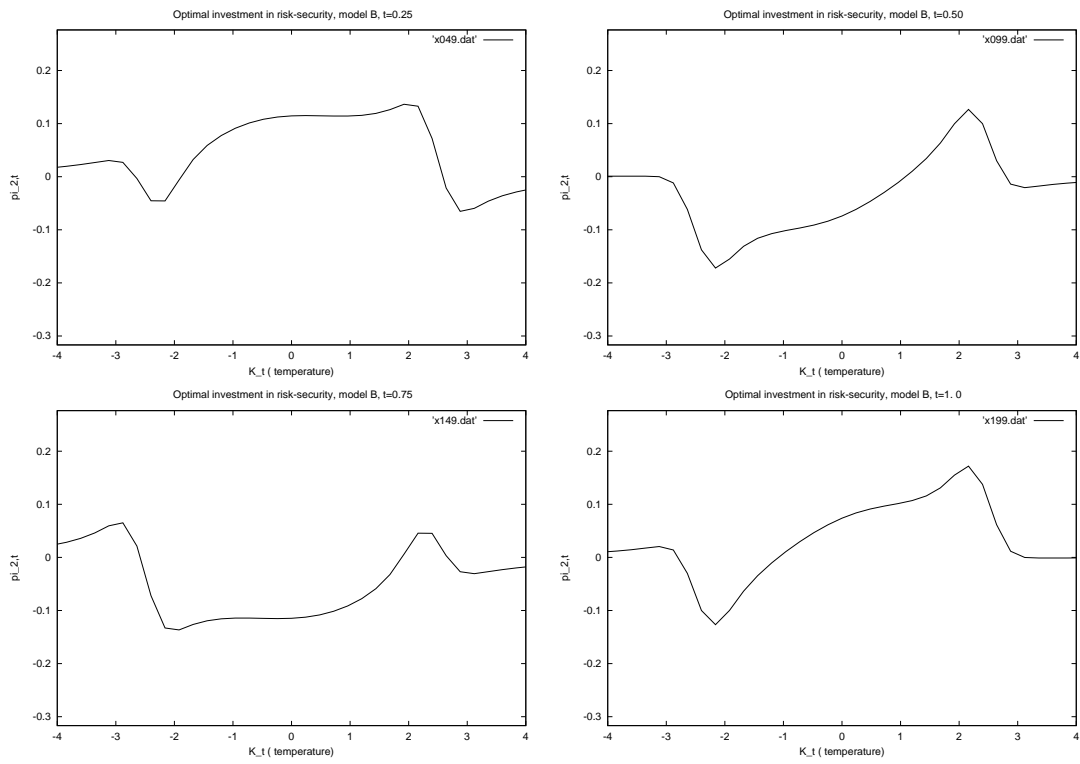 Optimal investment in risk-security, model B, t=0.25
'x049.dat'
0.2
0.1
0
-0.1
-0.2
-0.3
pi_2,t
-4 -3 -2 -1 0 1 2 3 4
K_t ( temperature)
Optimal investment in risk-security, model B, t=0.50
'x099.dat'
0.2
0.1
0
-0.1
-0.2
-0.3
pi_2,t
-4 -3 -2 -1 0 1 2 3 4
K_t ( temperature)
Optimal investment in risk-security, model B, t=0.75
'x149.dat'
0.2
0.1
0
-0.1
-0.2
-0.3
pi_2,t
-4 -3 -2 -1 0 1 2 3 4
K_t ( temperature)
Optimal investment in risk-security, model B, t=1. 0
'x199.dat'
0.2
0.1
0
-0.1
-0.2
-0.3
pi_2,t
-4 -3 -2 -1 0 1 2 3 4
K_t ( temperature)